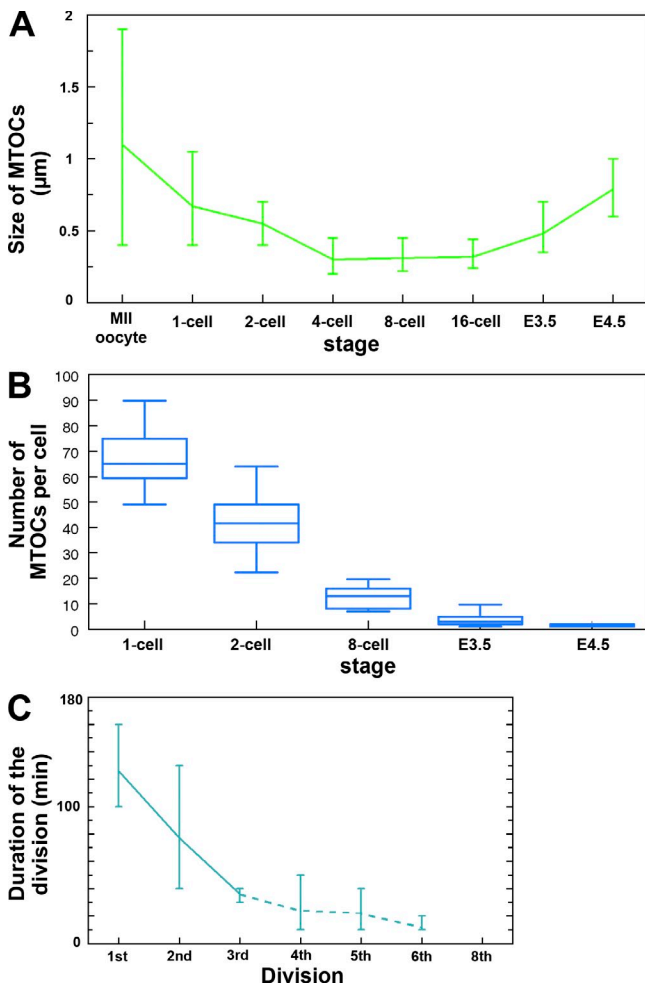 A
Size of MTOCs
(µm)
2
1.5
1
0.5
0
MII
oocyte
1-cell
2-cell
4-cell
8-cell
16-cell
E3.5
E4.5
stage
B
Number of
MTOCs per cell
100
90
80
70
60
50
40
30
20
10
0
1-cell
2-cell
8-cell
E3.5
E4.5
stage
C
Duration of the
division (min)
180
100
0
1st
2nd
3rd
4th
5th
6th
8th
Division